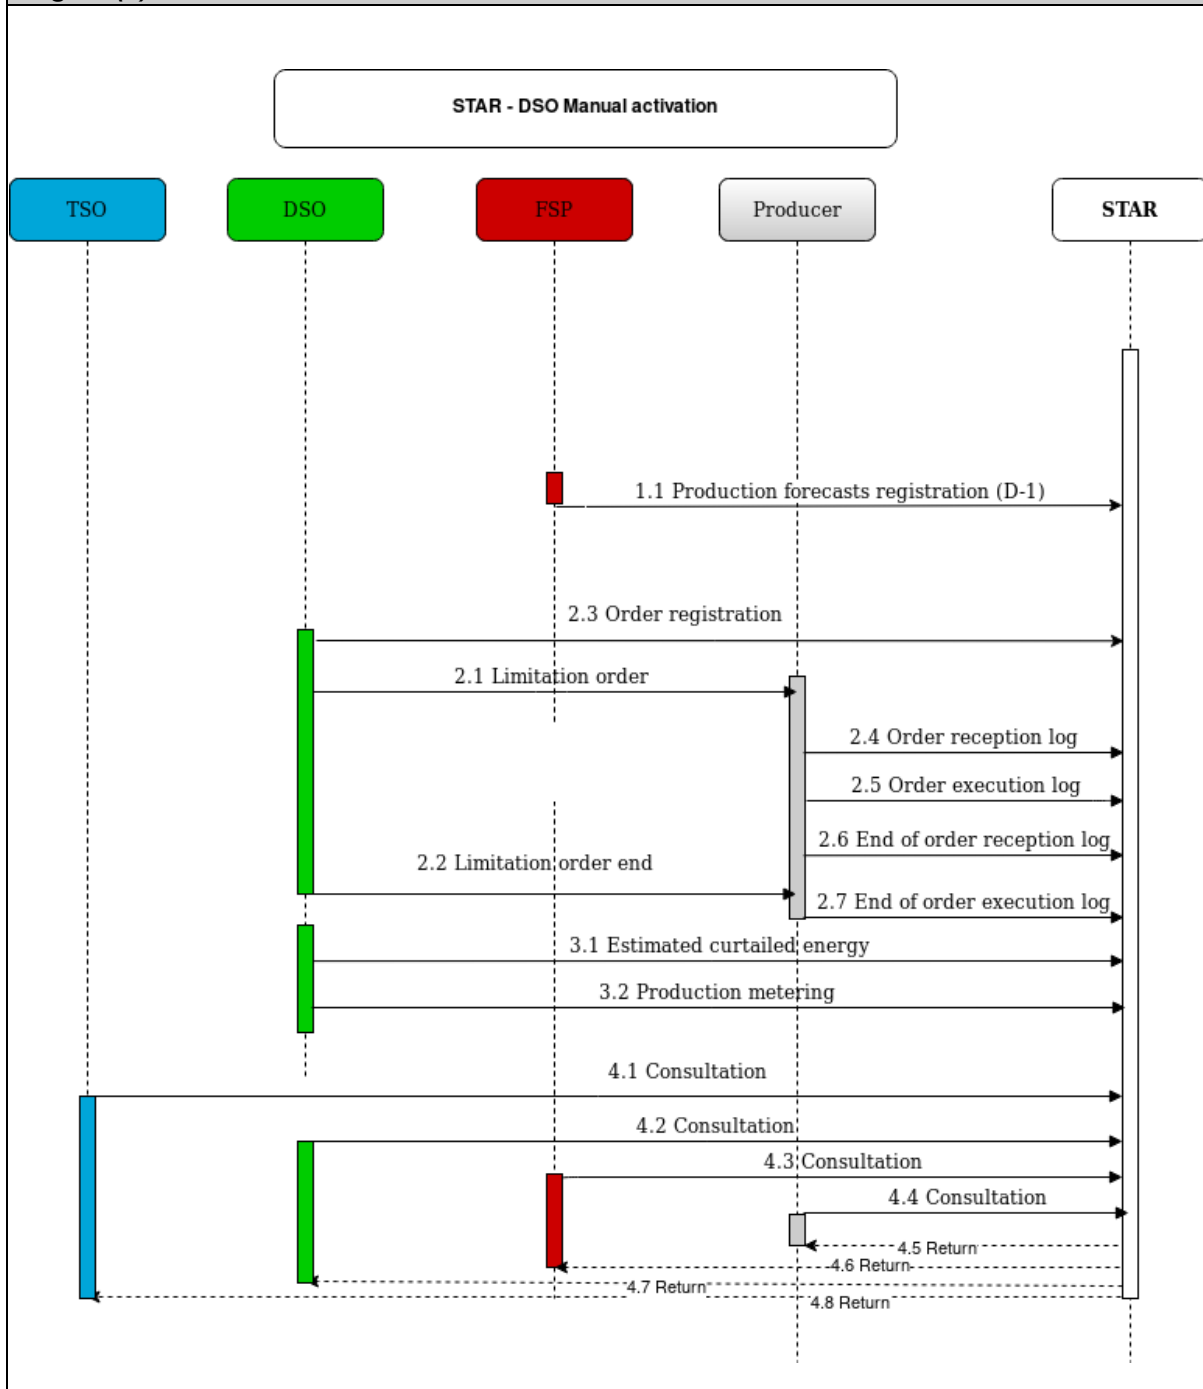 STAR - DSO Manual activation
TSO
DSO
FSP
Producer
STAR
1.1 Production forecasts registration (D-1)
2.3 Order registration
2.1 Limitation order
2.4 Order reception log
2.5 Order execution log
2.6 End of order reception log
2.2 Limitation order end
2.7 End of order execution log
3.1 Estimated curtailed energy
3.2 Production metering
4.1 Consultation
4.2 Consultation
4.3 Consultation
4.4 Consultation
4.5 Return
4.6 Return
4.7 Return
4.8 Return